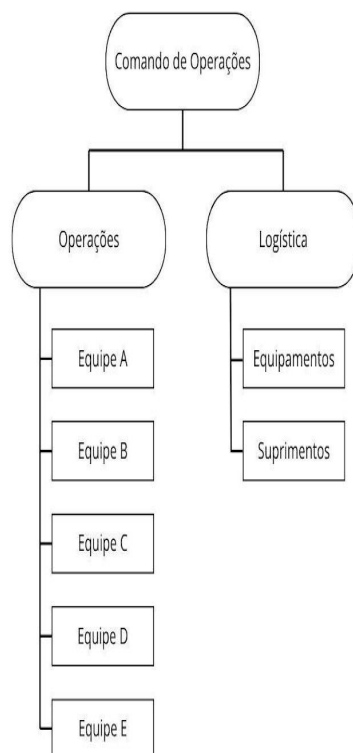 Comando de Operações
Operações
Logística
Equipe A
Equipe B
Equipe C
Equipe D
Equipe E
Equipamentos
Suprimentos